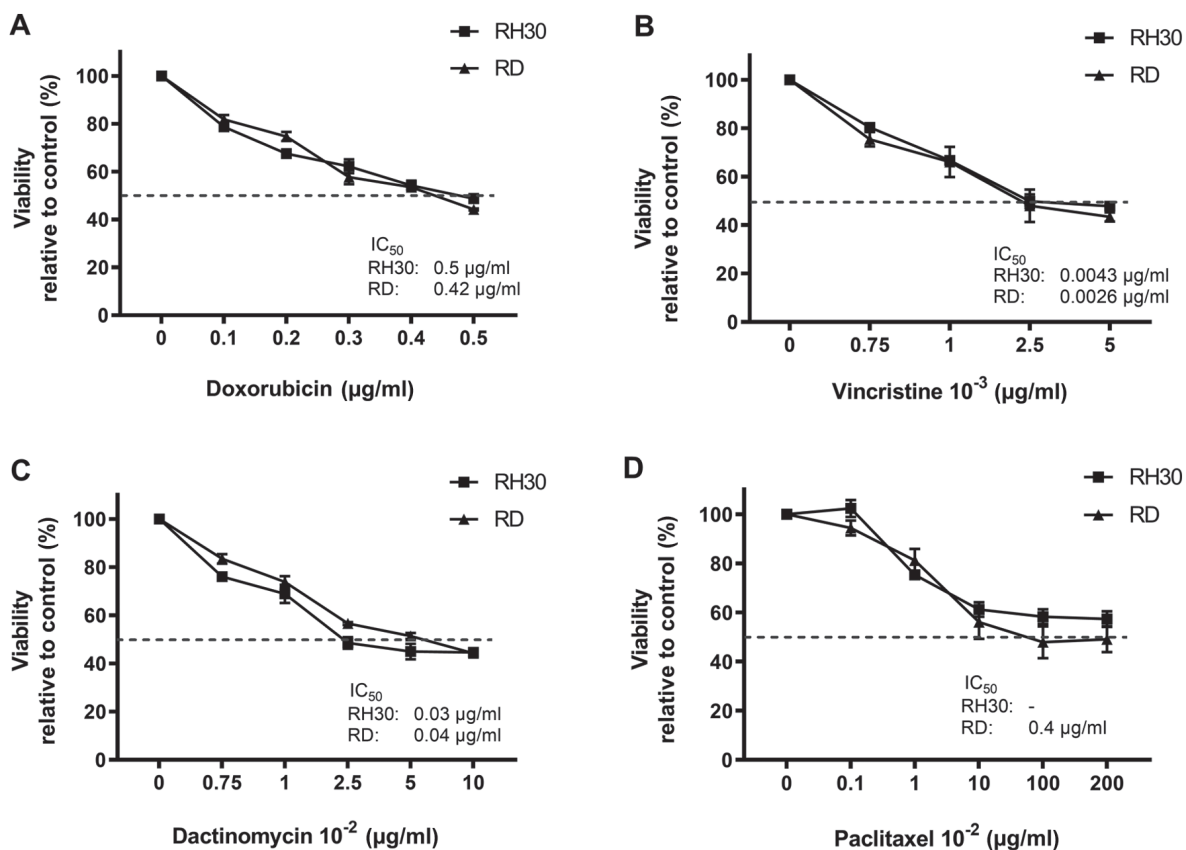 A
RH30
RD
Viability
relative to control (%)
100
80
60
40
20
0
IC50
RH30: 0.5 µg/ml
RD: 0.42 µg/ml
0 0.1 0.2 0.3 0.4 0.5
Doxorubicin (µg/ml)
B
RH30
RD
Viability
relative to control (%)
100
80
60
40
20
0
IC50
RH30: 0.0043 µg/ml
RD: 0.0026 µg/ml
0 0.75 1 2.5 5
Vincristine 10-3 (µg/ml)
C
RH30
RD
Viability
relative to control (%)
100
80
60
40
20
0
IC50
RH30: 0.03 µg/ml
RD: 0.04 µg/ml
0 0.75 1 2.5 5 10
Dactinomycin 10-2 (µg/ml)
D
RH30
RD
Viability
relative to control (%)
100
80
60
40
20
0
IC50
RH30: -
RD: 0.4 µg/ml
0 0.1 1 10 100 200
Paclitaxel 10-2 (µg/ml)